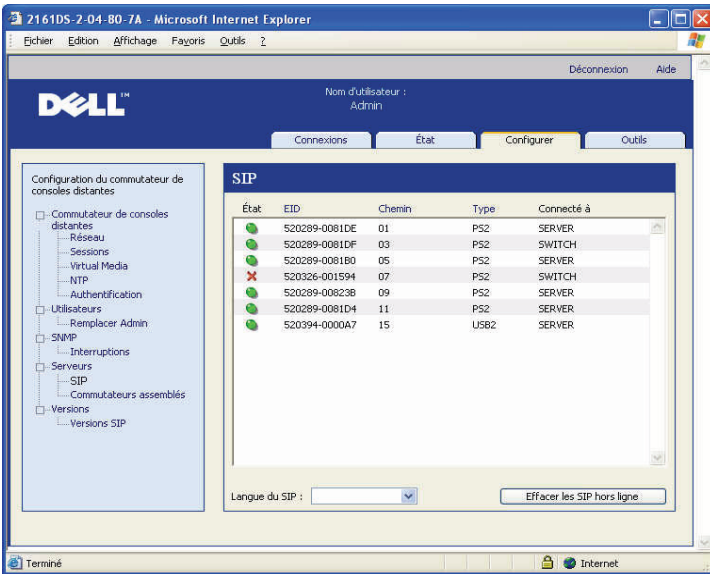 2161DS-2-04-80-7A - Microsoft Internet Explorer
Fichier Edition Affichage Favoris Outils ?
Déconnexion Aide
DELL™
Nom d'utilisateur :
Admin
Connexions État Configurer Outils
Configuration du commutateur de
consoles distantes
Commutateur de consoles
distantes
Réseau
Sessions
Virtual Media
NTP
Authentification
Utilisateurs
Remplacer Admin
SNMP
Interruptions
Serveurs
SIP
Commutateurs assemblés
Versions
Versions SIP
SIP
État EID Chemin Type Connecté à
520289-0081DE 01 PS2 SERVER
520289-0081DF 03 PS2 SWITCH
520289-0081B0 05 PS2 SERVER
520326-001594 07 PS2 SWITCH
520289-00823B 09 PS2 SERVER
520289-0081D4 11 PS2 SERVER
520394-0000A7 15 USB2 SERVER
Langue du SIP :
Effacer les SIP hors ligne
Terminé
Internet